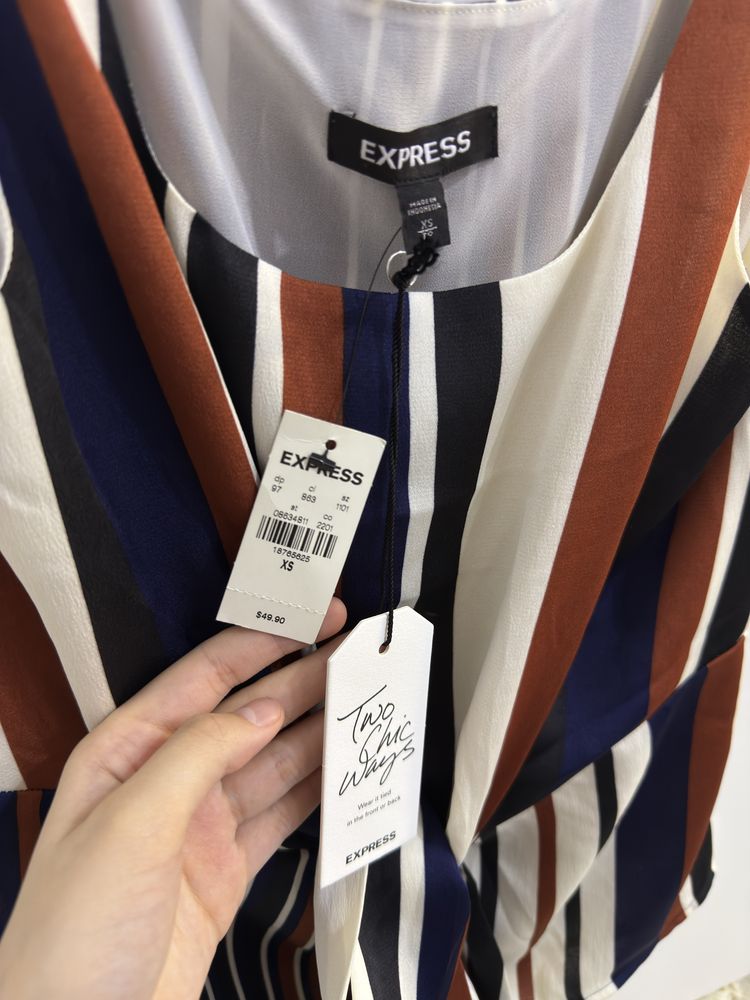 EXPRESS
MADE IN
INDONESIA
XS
EXPRESS
dp cl sz
97 863 1101
st co
08634811 2201
18765825
XS
$49.90
Two
Chic
Ways
Wear it tied
in the front or back
EXPRESS